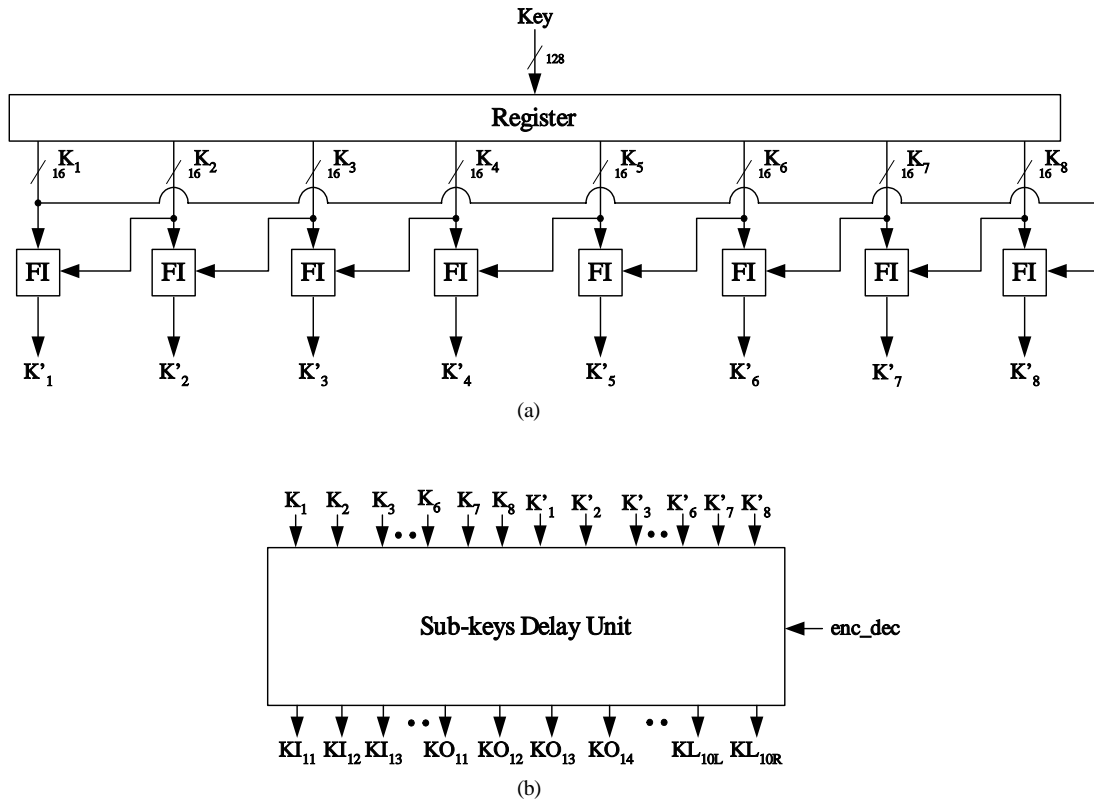 Key
128
Register
K1 K2 K3 K4 K5 K6 K7 K8
16 16 16 16 16 16 16 16
FI FI FI FI FI FI FI FI
K'1 K'2 K'3 K'4 K'5 K'6 K'7 K'8
(a)
K1 K2 K3 K6 K7 K8 K'1 K'2 K'3 K'6 K'7 K'8
Sub-keys Delay Unit
enc_dec
KI11 KI12 KI13 KO11 KO12 KO13 KO14 KL10L KL10R
(b)